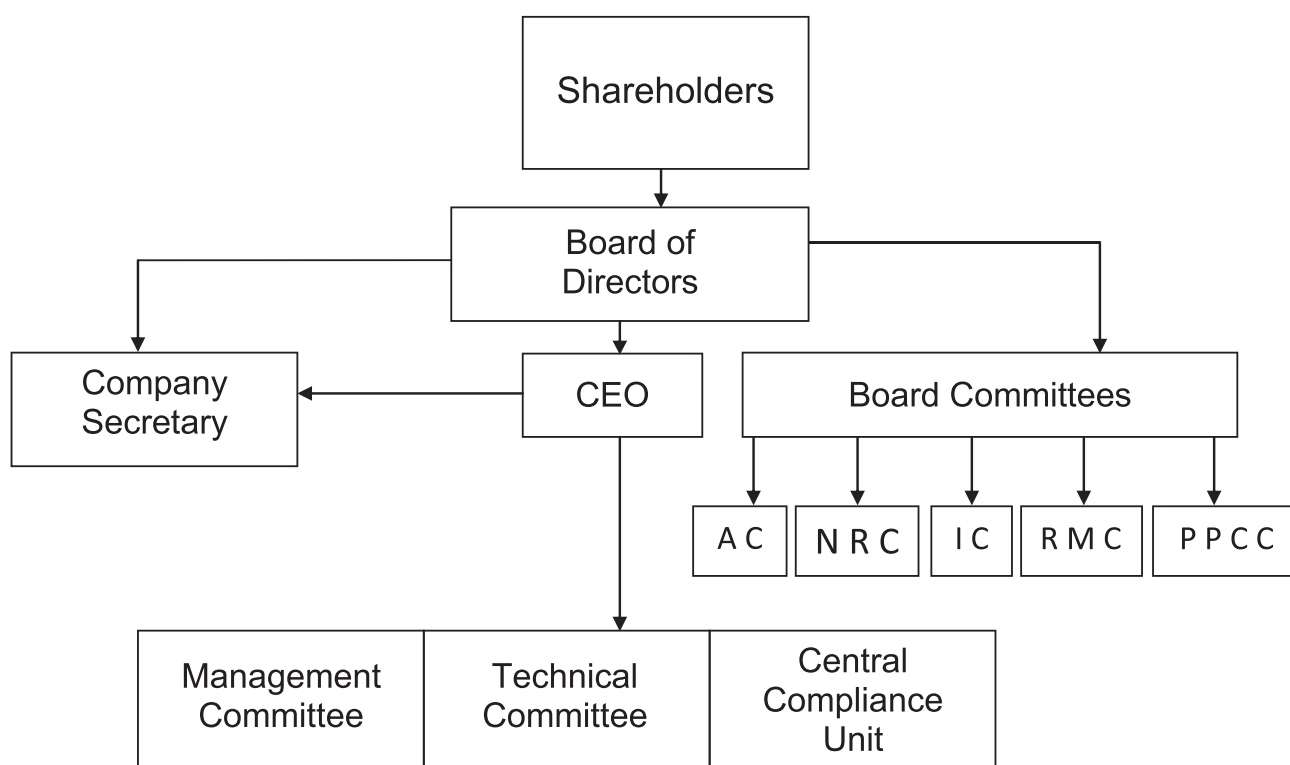 Shareholders
Board of
Directors
Company
Secretary
CEO
Board Committees
A C
N R C
I C
R M C
P P C C
Management
Committee
Technical
Committee
Central
Compliance
Unit